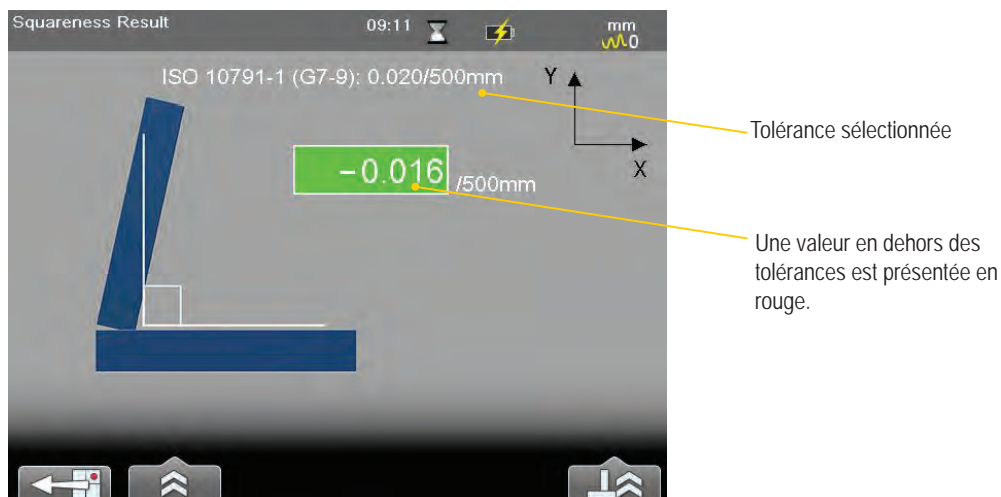 Squareness Result
09:11
mm
0
ISO 10791-1 (G7-9): 0.020/500mm
Y
X
-0.016 /500mm
Tolérance sélectionnée
Une valeur en dehors des
tolérances est présentée en
rouge.